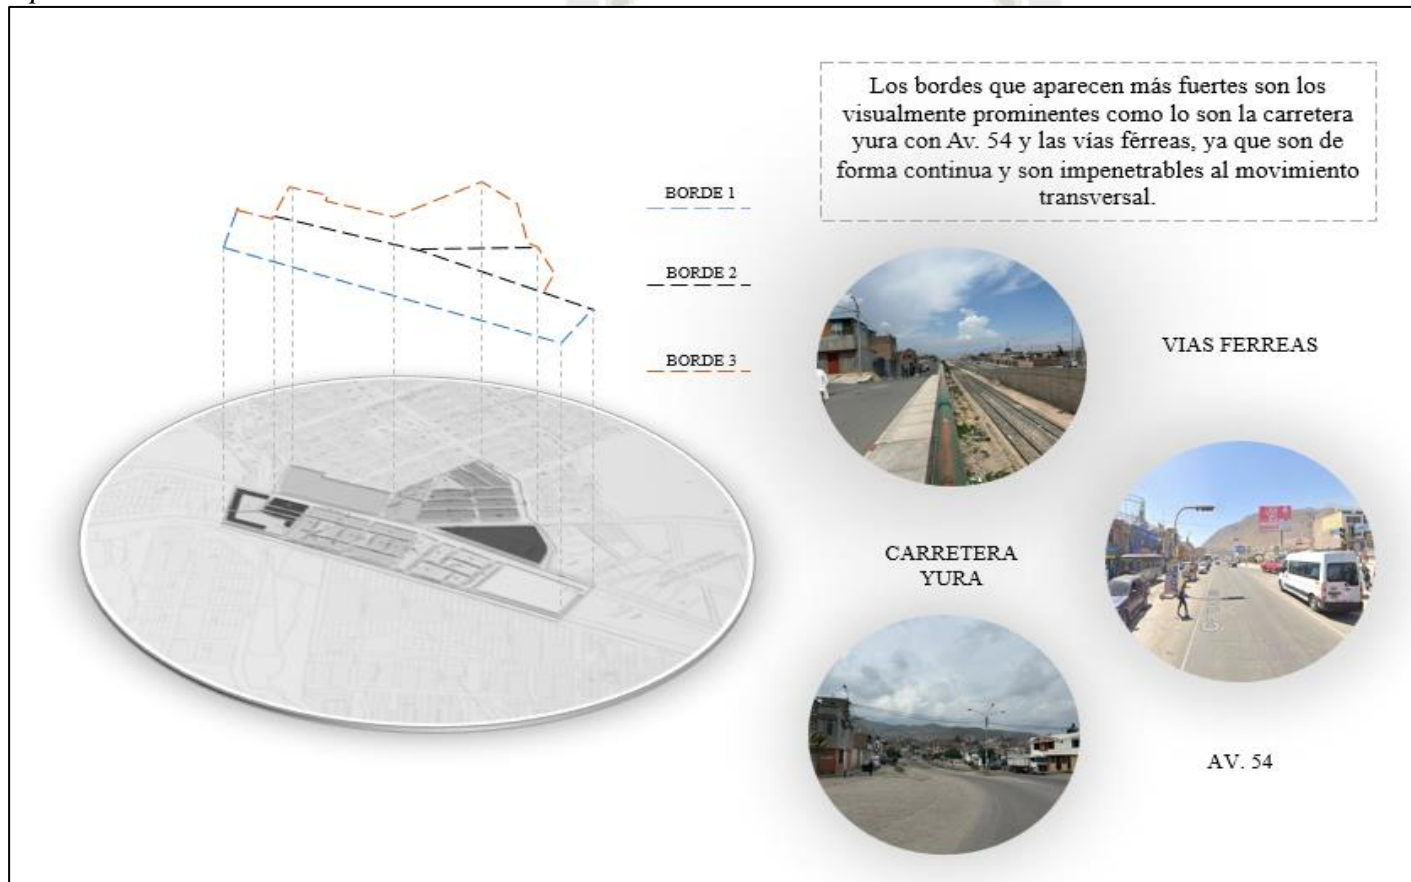 Los bordes que aparecen más fuertes son los
visualmente prominentes como lo son la carretera
yura con Av. 54 y las vías férreas, ya que son de
forma continua y son impenetrables al movimiento
transversal.
BORDE 1
BORDE 2
BORDE 3
VIAS FERREAS
CARRETERA
YURA
AV. 54